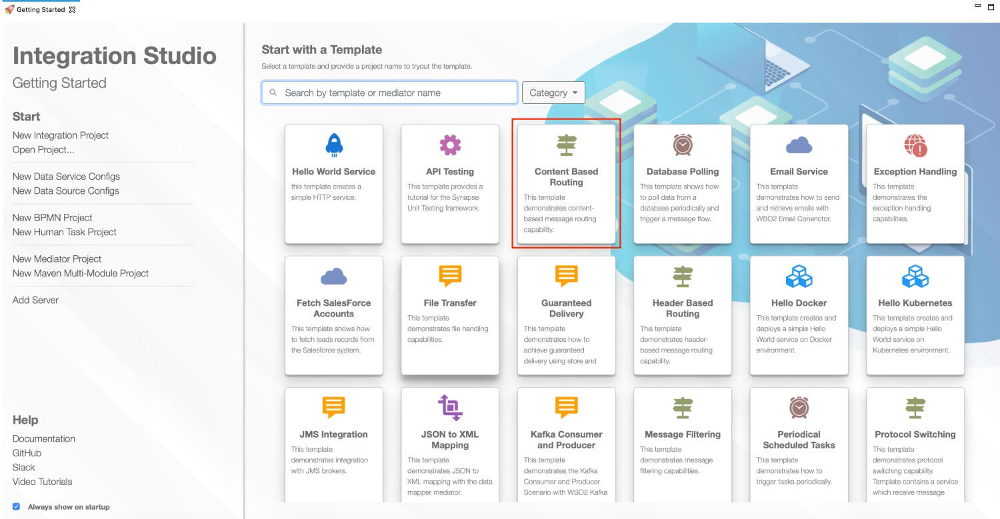 Getting Started
Integration Studio
Getting Started
Start
New Integration Project
Open Project...
New Data Service Configs
New Data Source Configs
New BPMN Project
New Human Task Project
New Mediator Project
New Maven Multi-Module Project
Add Server
Help
Documentation
GitHub
Slack
Video Tutorials
Always show on startup
Start with a Template
Select a template and provide a project name to tryout the template.
Search by template or mediator name
Category
Hello World Service
this template creates a
simple HTTP service.
API Testing
This template provides a
tutorial for the Synapse
Unit Testing framework.
Content Based
Routing
This template
demonstrates content-
based message routing
capability.
Database Polling
This template shows how
to poll data from a
database periodically and
trigger a message flow.
Email Service
This template
demonstrates how to send
and retrieve emails with
WSO2 Email Conenctor.
Exception Handling
This template
demonstrates the
exception handling
capabilities.
Fetch SalesForce
Accounts
This template shows how
to fetch leads records from
the Salesforce system.
File Transfer
This template
demonstrates file handling
capabilities.
Guaranteed
Delivery
This template
demonstrates how to
achieve guaranteed
delivery using store and
Header Based
Routing
This template
demonstrates header-
based message routing
capability.
Hello Docker
This template creates and
deploys a simple Hello
World service on Docker
environment.
Hello Kubernetes
This template creates and
deploys a simple Hello
World service on
Kubernetes environment.
JMS Integration
This template
demonstrates integration
with JMS brokers.
JSON to XML
Mapping
This template
demonstrates JSON to
XML mapping with the data
mapper mediator.
Kafka Consumer
and Producer
This template
demonstrates the Kafka
Consumer and Producer
Scenario with WSO2 Kafka
Message Filtering
This template
demonstrates message
filtering capabilities.
Periodical
Scheduled Tasks
This template
demonstrates how to
trigger tasks periodically.
Protocol Switching
This template
demonstrates protocol
switching capability.
Template contains a service
which receive message